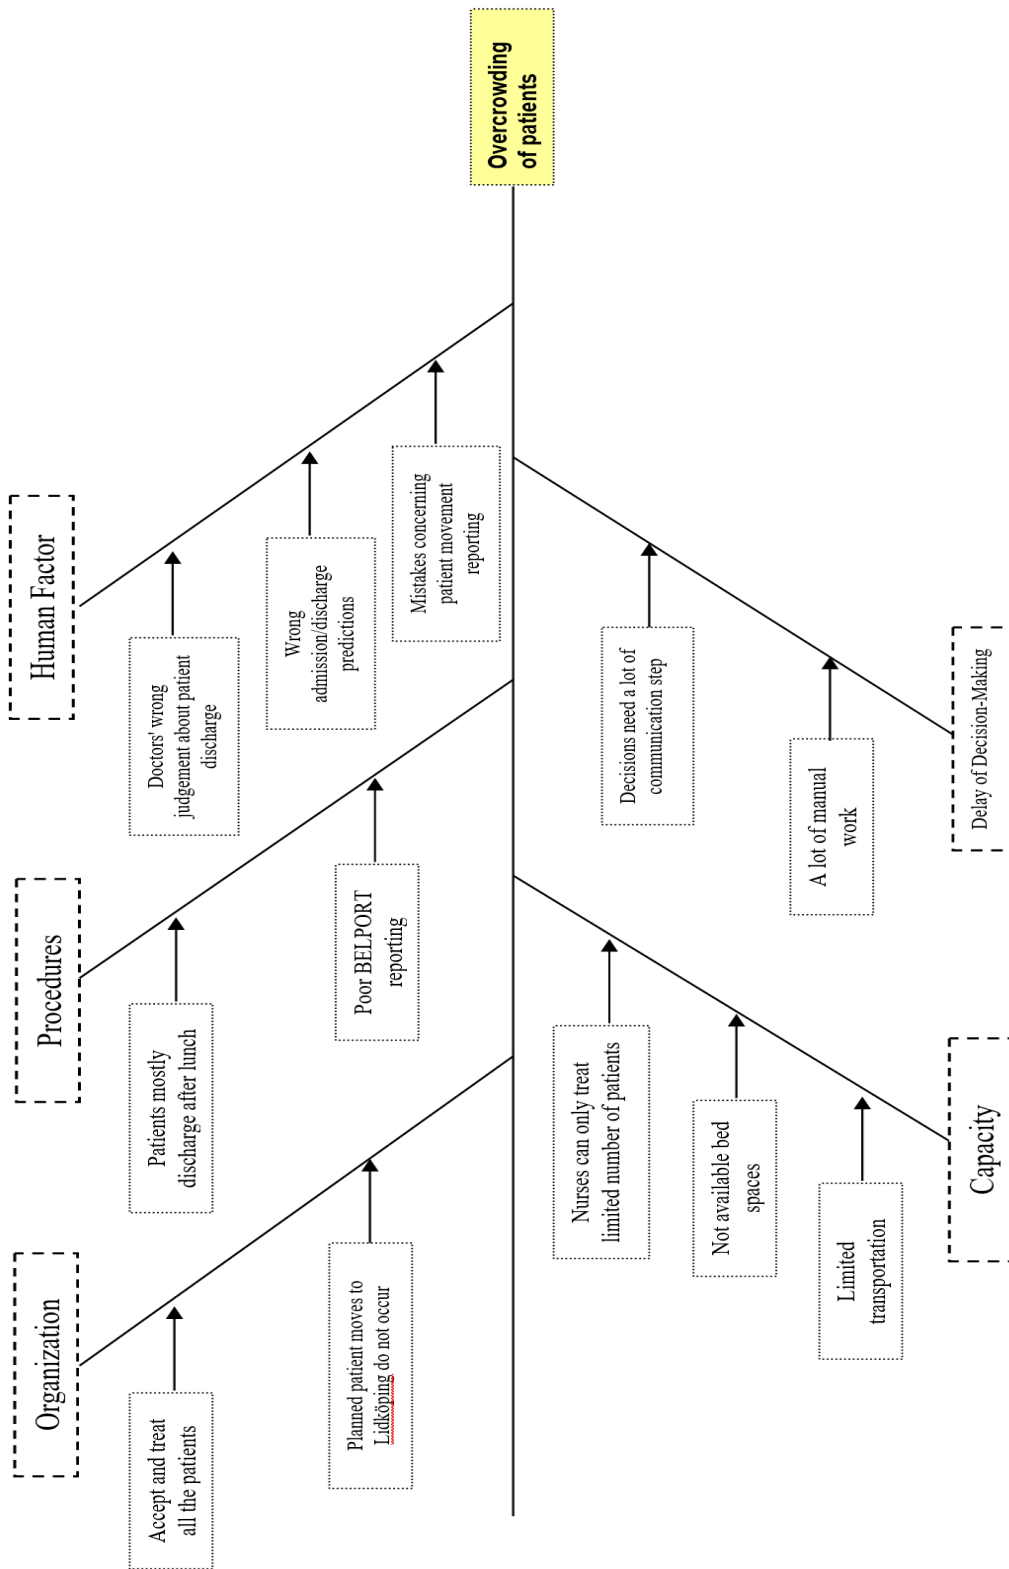 Organization
Procedures
Human Factor
Accept and treat
all the patients
Patients mostly
discharge after lunch
Doctors' wrong
judgement about patient
discharge
Planned patient moves to
Lidköping do not occur
Poor BELPORT
reporting
Wrong
admission/discharge
predictions
Mistakes concerning
patient movement
reporting
Overcrowding
of patients
Nurses can only treat
limited number of patients
Decisions need a lot of
communication step
Not available bed
spaces
A lot of manual
work
Limited
transportation
Capacity
Delay of Decision-Making